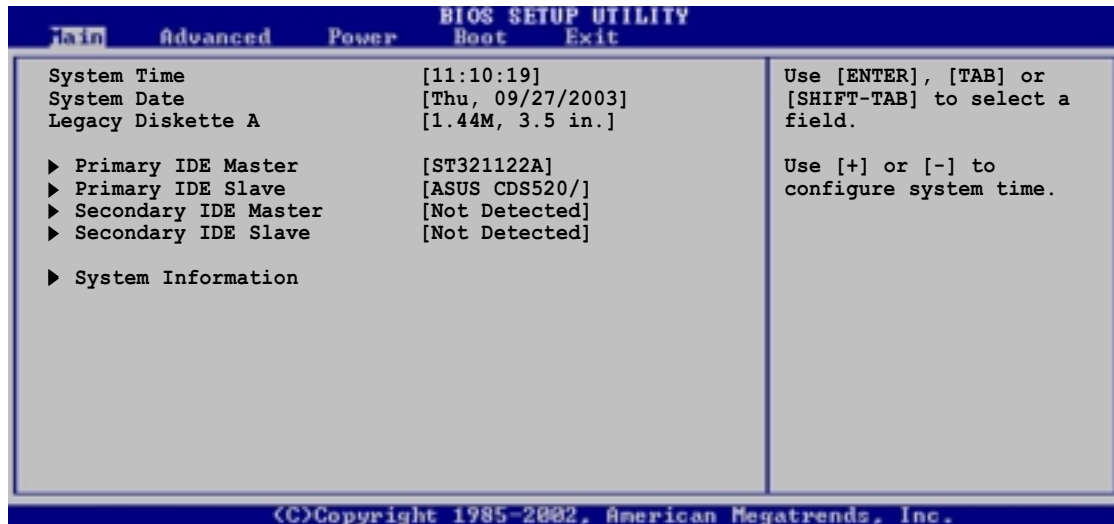 BIOS SETUP UTILITY
Main Advanced Power Boot Exit
System Time [11:10:19]
System Date [Thu, 09/27/2003]
Legacy Diskette A [1.44M, 3.5 in.]
▶ Primary IDE Master [ST321122A]
▶ Primary IDE Slave [ASUS CDS520/]
▶ Secondary IDE Master [Not Detected]
▶ Secondary IDE Slave [Not Detected]
▶ System Information
Use [ENTER], [TAB] or
[SHIFT-TAB] to select a
field.
Use [+] or [-] to
configure system time.
(C)Copyright 1985-2002, American Megatrends, Inc.